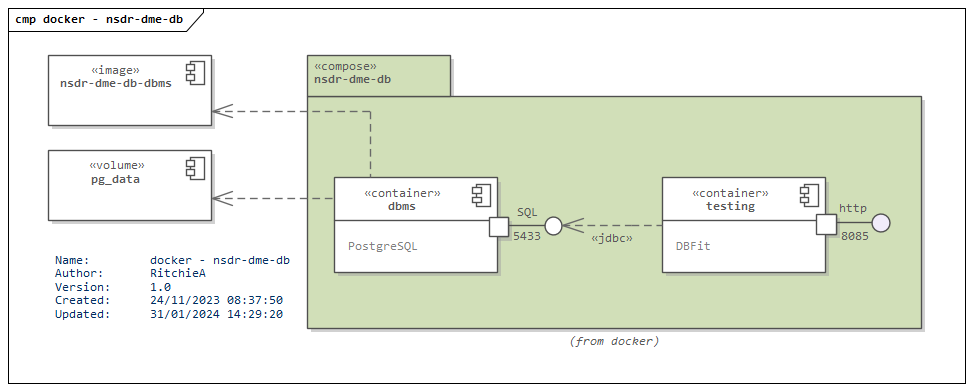 cmp docker - nsdr-dme-db
«image»
nsdr-dme-db-dbms
«compose»
nsdr-dme-db
«volume»
pg_data
«container»
dbms
PostgreSQL
SQL
5433
«jdbc»
«container»
testing
DBFit
http
8085
Name: docker - nsdr-dme-db
Author: RitchieA
Version: 1.0
Created: 24/11/2023 08:37:50
Updated: 31/01/2024 14:29:20
(from docker)